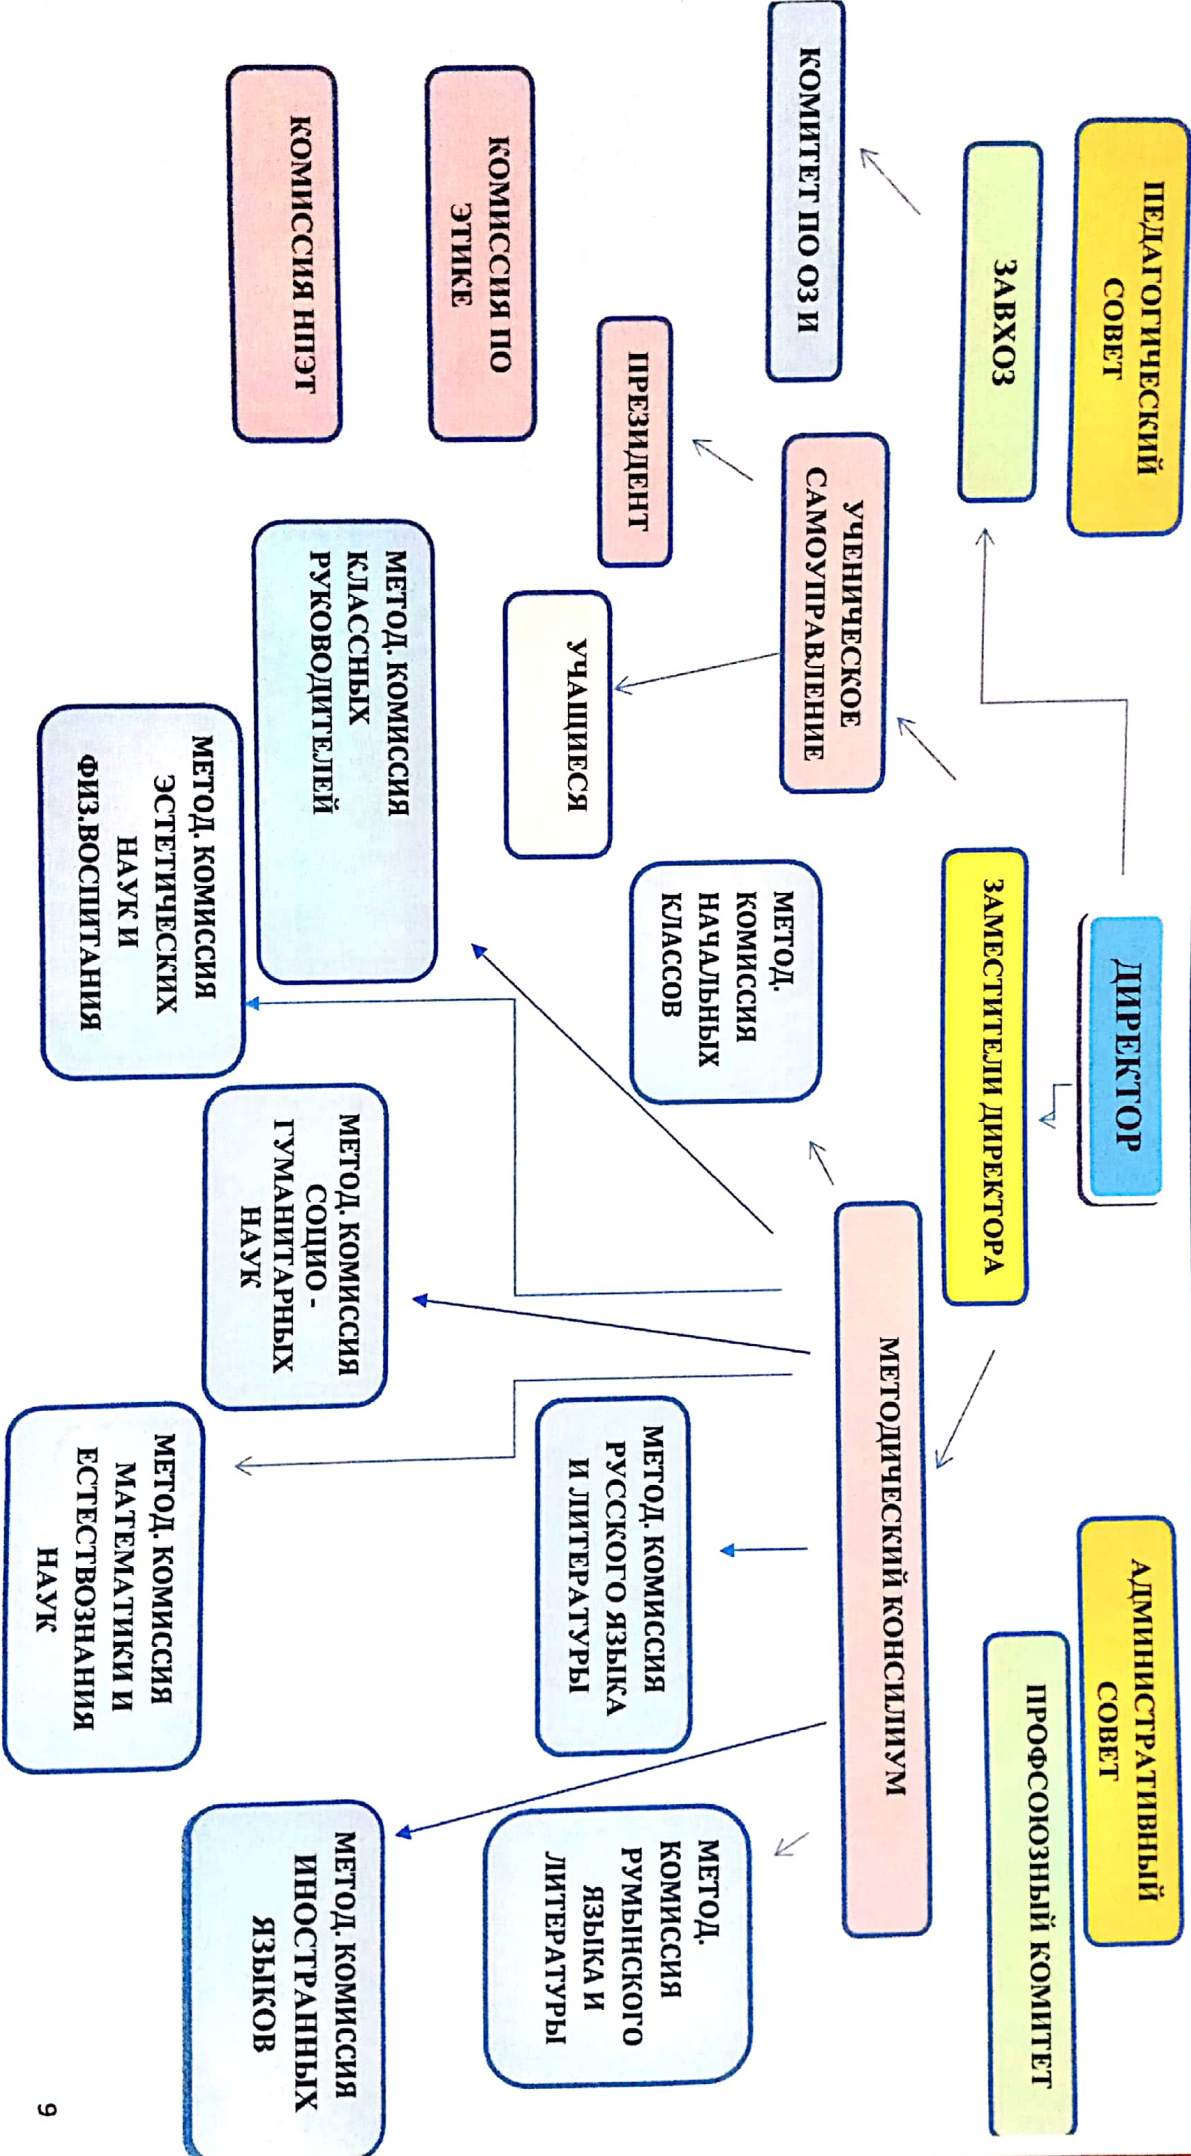 ПЕДАГОГИЧЕСКИЙ
СОВЕТ
ДИРЕКТОР
АДМИНИСТРАТИВНЫЙ
СОВЕТ
ЗАВХОЗ
ЗАМЕСТИТЕЛИ ДИРЕКТОРА
ПРОФСОЮЗНЫЙ КОМИТЕТ
КОМИТЕТ ПО ОЗ И
УЧЕНИЧЕСКОЕ
САМОУПРАВЛЕНИЕ
МЕТОДИЧЕСКИЙ КОНСИЛИУМ
ПРЕЗИДЕНТ
УЧАЩИЕСЯ
МЕТОД.
КОМИССИЯ
НАЧАЛЬНЫХ
КЛАССОВ
МЕТОД. КОМИССИЯ
РУССКОГО ЯЗЫКА
И ЛИТЕРАТУРЫ
МЕТОД.
КОМИССИЯ
РУМЫНСКОГО
ЯЗЫКА И
ЛИТЕРАТУРЫ
КОМИССИЯ ПО
ЭТИКЕ
МЕТОД. КОМИССИЯ
КЛАССНЫХ
РУКОВОДИТЕЛЕЙ
МЕТОД. КОМИССИЯ
СОЦИО -
ГУМАНИТАРНЫХ
НАУК
МЕТОД. КОМИССИЯ
ИНОСТРАННЫХ
ЯЗЫКОВ
КОМИССИЯ НПЭТ
МЕТОД. КОМИССИЯ
ЭСТЕТИЧЕСКИХ
НАУК И
ФИЗ.ВОСПИТАНИЯ
МЕТОД. КОМИССИЯ
МАТЕМАТИКИ И
ЕСТЕСТВОЗНАНИЯ
НАУК
9